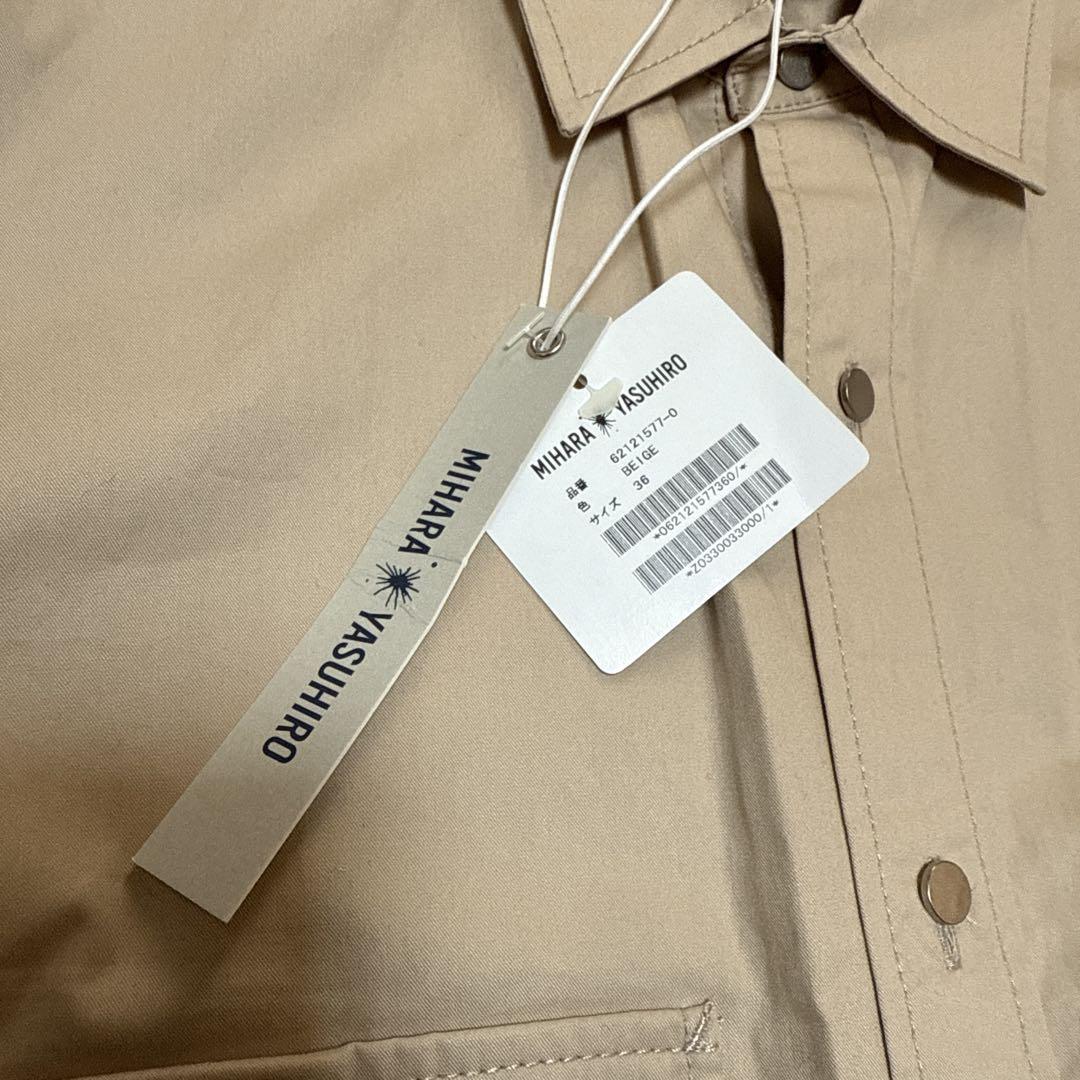 MIHARA YASUHIRO
MIHARA YASUHIRO
品番 62121577-0
色 BEIGE
サイズ 36
*062121577360/*
*Z0330033000/1*